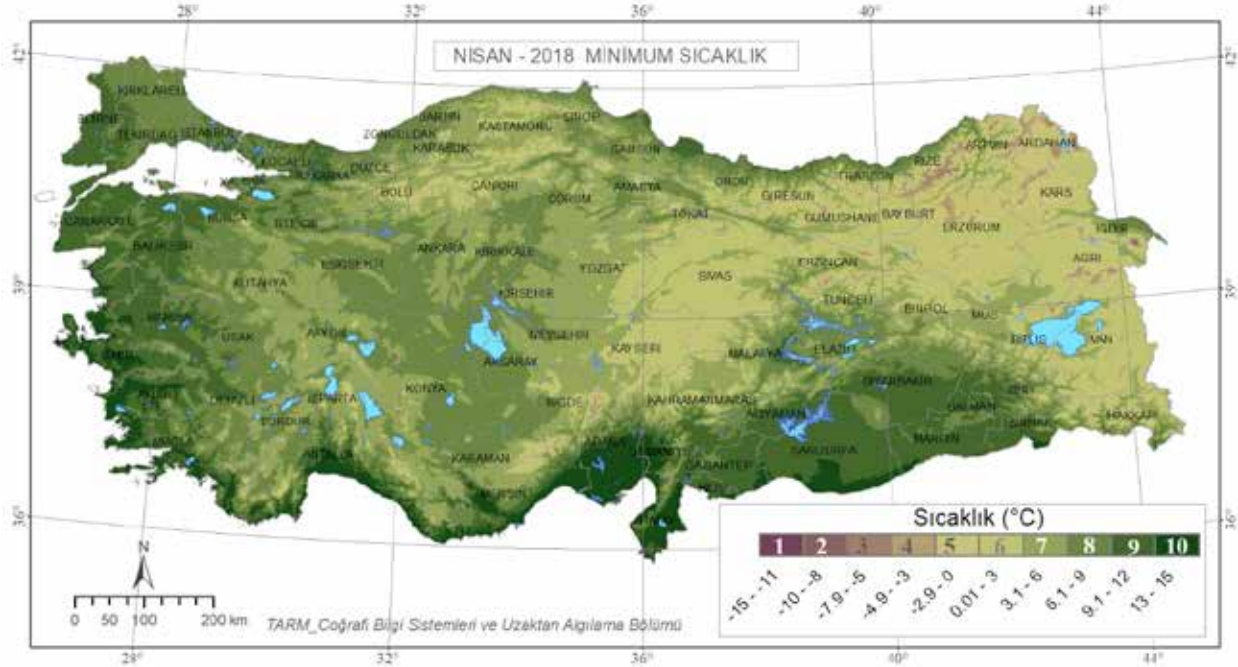 28° 32° 36° 40° 44°
42° 42°
NİSAN - 2018 MİNİMUM SICAKLIK
KIRKLARELİ
EDİRNE
TEKİRDAĞ İSTANBUL
BARTIN KASTAMONU SİNOP
ZONGULDAK
KARABÜK
KOCAELİ DÜZCE
SAMSUN
ARTVİN ARDAHAN
RİZE
TRABZON
BOLU ÇANKIRI ÇORUM AMASYA ORDU GİRESUN KARS
ÇANAKKALE BURSA BİLECİK TOKAT GÜMÜŞHANE BAYBURT ERZURUM IĞDIR
BALIKESİR ESKİŞEHİR ANKARA KIRIKKALE
YOZGAT SİVAS ERZİNCAN AĞRI
39° 39°
KÜTAHYA KIRŞEHİR TUNCELİ BİNGÖL MUŞ
UŞAK AFYON NEVŞEHİR BİTLİS VAN
AKSARAY KAYSERİ MALATYA ELAZIĞ
DENİZLİ ISPARTA KONYA NİĞDE KAHRAMANMARAŞ DİYARBAKIR
BURDUR ADIYAMAN BATMAN
MARDİN HAKKARİ
ANTALYA KARAMAN GAZİANTEP ŞANLIURFA
MERSİN
36° 36° 36°
Sıcaklık (°C)
1 2 3 4 5 6 7 8 9 10
-15 - -11 -10 - -8 -7.9 - -5 -4.9 - -3 -2.9 - 0 0.01 - 3 3.1 - 6 6.1 - 9 9.1 - 12 13 - 15
N
0 50 100 200 km
TARM_Coğrafi Bilgi Sistemleri ve Uzaktan Algılama Bölümü
28° 32° 36° 40° 44°